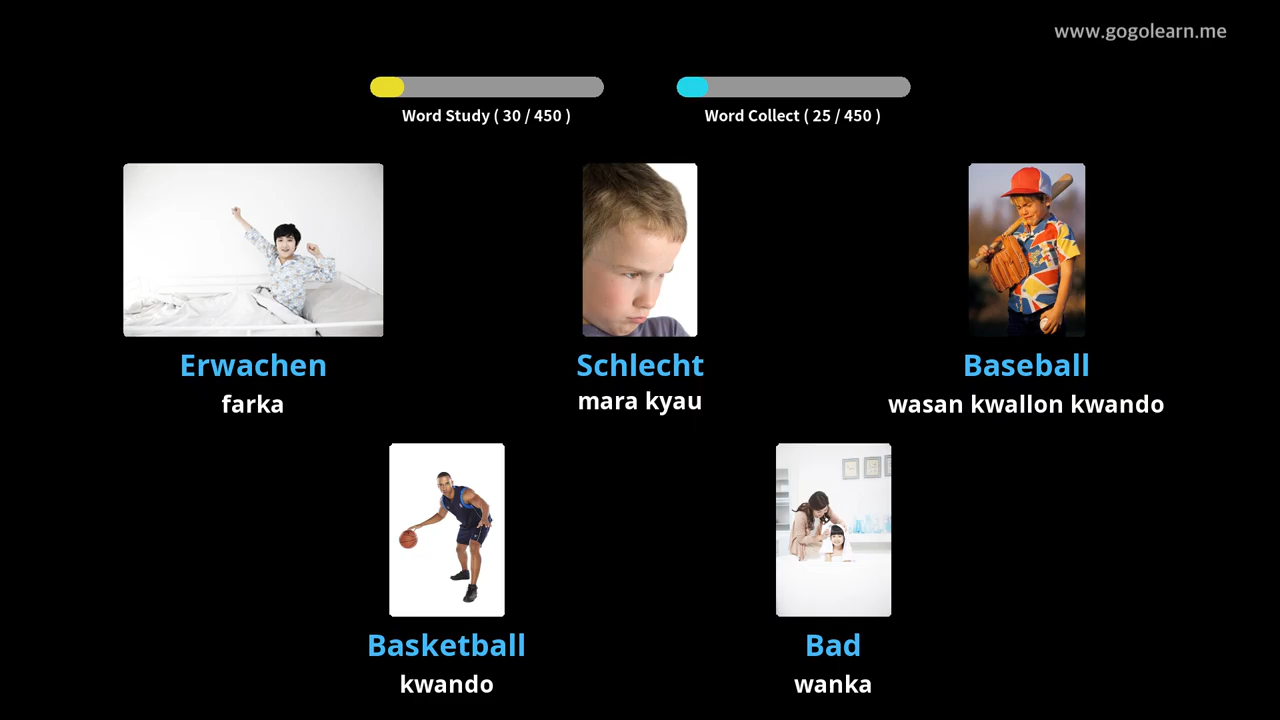 www.gogolearn.me
Word Study ( 30 / 450 )
Word Collect ( 25 / 450 )
Erwachen
farka
Schlecht
mara kyau
Baseball
wasan kwallon kwando
Basketball
kwando
Bad
wanka